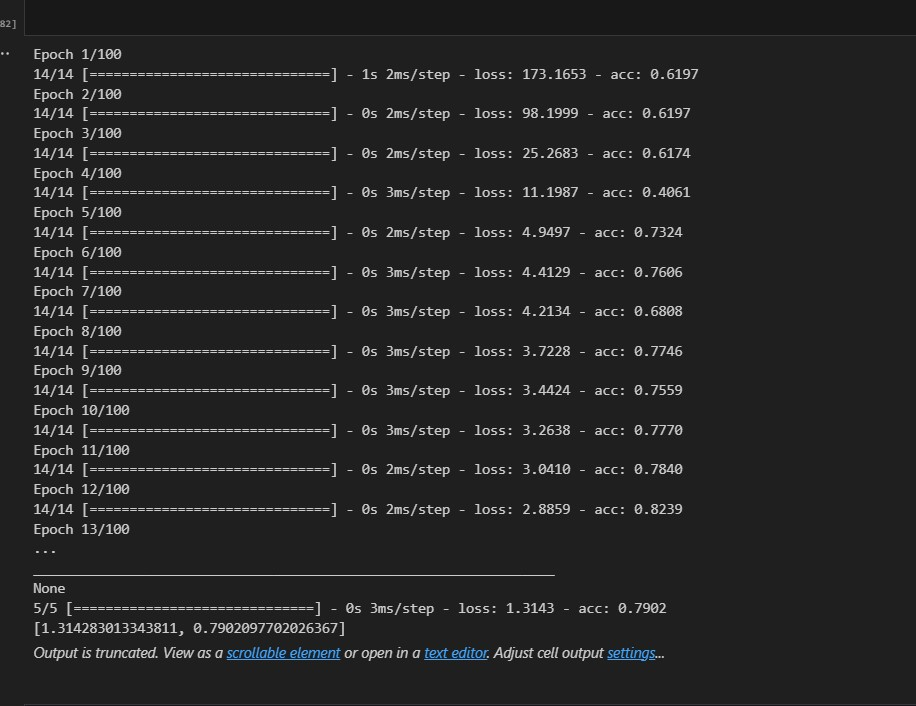 82]
Epoch 1/100
14/14 [==============================] - 1s 2ms/step - loss: 173.1653 - acc: 0.6197
Epoch 2/100
14/14 [==============================] - 0s 2ms/step - loss: 98.1999 - acc: 0.6197
Epoch 3/100
14/14 [==============================] - 0s 2ms/step - loss: 25.2683 - acc: 0.6174
Epoch 4/100
14/14 [==============================] - 0s 3ms/step - loss: 11.1987 - acc: 0.4061
Epoch 5/100
14/14 [==============================] - 0s 2ms/step - loss: 4.9497 - acc: 0.7324
Epoch 6/100
14/14 [==============================] - 0s 3ms/step - loss: 4.4129 - acc: 0.7606
Epoch 7/100
14/14 [==============================] - 0s 3ms/step - loss: 4.2134 - acc: 0.6808
Epoch 8/100
14/14 [==============================] - 0s 3ms/step - loss: 3.7228 - acc: 0.7746
Epoch 9/100
14/14 [==============================] - 0s 3ms/step - loss: 3.4424 - acc: 0.7559
Epoch 10/100
14/14 [==============================] - 0s 3ms/step - loss: 3.2638 - acc: 0.7770
Epoch 11/100
14/14 [==============================] - 0s 2ms/step - loss: 3.0410 - acc: 0.7840
Epoch 12/100
14/14 [==============================] - 0s 2ms/step - loss: 2.8859 - acc: 0.8239
Epoch 13/100
...
_________________________________________________________________
None
5/5 [==============================] - 0s 3ms/step - loss: 1.3143 - acc: 0.7902
[1.314283013343811, 0.7902097702026367]
Output is truncated. View as a scrollable element or open in a text editor. Adjust cell output settings...